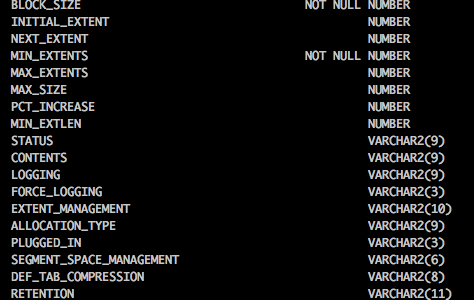 BLOCK_SIZE NOT NULL NUMBER
INITIAL_EXTENT NUMBER
NEXT_EXTENT NUMBER
MIN_EXTENTS NOT NULL NUMBER
MAX_EXTENTS NUMBER
MAX_SIZE NUMBER
PCT_INCREASE NUMBER
MIN_EXTLEN NUMBER
STATUS VARCHAR2(9)
CONTENTS VARCHAR2(9)
LOGGING VARCHAR2(9)
FORCE_LOGGING VARCHAR2(3)
EXTENT_MANAGEMENT VARCHAR2(10)
ALLOCATION_TYPE VARCHAR2(9)
PLUGGED_IN VARCHAR2(3)
SEGMENT_SPACE_MANAGEMENT VARCHAR2(6)
DEF_TAB_COMPRESSION VARCHAR2(8)
RETENTION VARCHAR2(11)